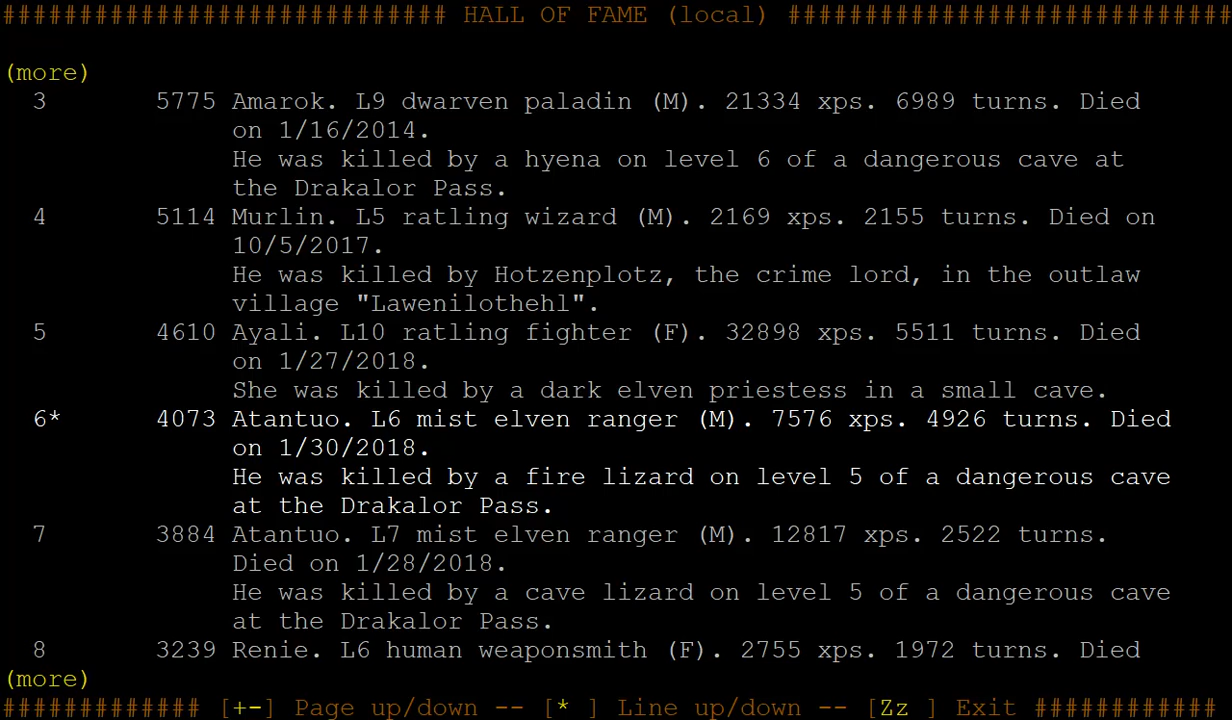 ############################# HALL OF FAME (local) #############################
(more)
3 5775 Amarok. L9 dwarven paladin (M). 21334 xps. 6989 turns. Died
on 1/16/2014.
He was killed by a hyena on level 6 of a dangerous cave at
the Drakalor Pass.
4 5114 Murlin. L5 ratling wizard (M). 2169 xps. 2155 turns. Died on
10/5/2017.
He was killed by Hotzenplotz, the crime lord, in the outlaw
village "Lawenilothehl".
5 4610 Ayali. L10 ratling fighter (F). 32898 xps. 5511 turns. Died
on 1/27/2018.
She was killed by a dark elven priestess in a small cave.
6* 4073 Atantuo. L6 mist elven ranger (M). 7576 xps. 4926 turns. Died
on 1/30/2018.
He was killed by a fire lizard on level 5 of a dangerous cave
at the Drakalor Pass.
7 3884 Atantuo. L7 mist elven ranger (M). 12817 xps. 2522 turns.
Died on 1/28/2018.
He was killed by a cave lizard on level 5 of a dangerous cave
at the Drakalor Pass.
8 3239 Renie. L6 human weaponsmith (F). 2755 xps. 1972 turns. Died
(more)
############# [+-] Page up/down -- [* ] Line up/down -- [Zz ] Exit ############